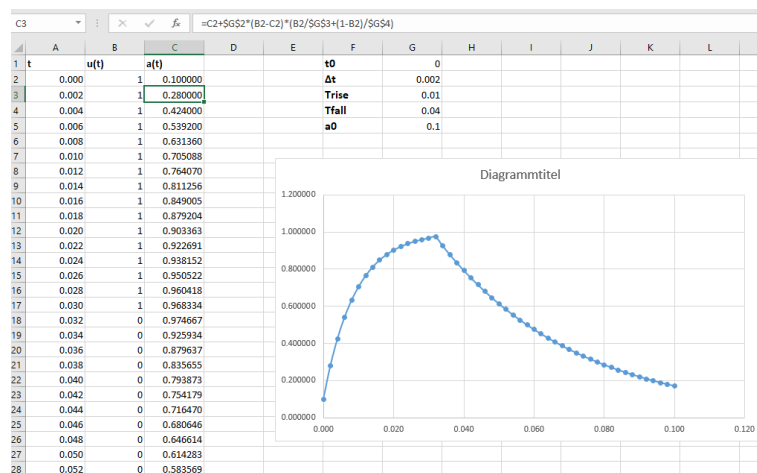 C3 fx =C2+$G$2*(B2-C2)*(B2/$G$3+(1-B2)/$G$4)
A B C D E F G H I J K L
1 t u(t) a(t) t0 0
2 0.000 1 0.100000 Δt 0.002
3 0.002 1 0.280000 Trise 0.01
4 0.004 1 0.424000 Tfall 0.04
5 0.006 1 0.539200 a0 0.1
6 0.008 1 0.631360
7 0.010 1 0.705088
8 0.012 1 0.764070
9 0.014 1 0.811256
10 0.016 1 0.849005
11 0.018 1 0.879204
12 0.020 1 0.903363
13 0.022 1 0.922691
14 0.024 1 0.938152
15 0.026 1 0.950522
16 0.028 1 0.960418
17 0.030 1 0.968334
18 0.032 0 0.974667
19 0.034 0 0.925934
20 0.036 0 0.879637
21 0.038 0 0.835655
22 0.040 0 0.793873
23 0.042 0 0.754179
24 0.044 0 0.716470
25 0.046 0 0.680646
26 0.048 0 0.646614
27 0.050 0 0.614283
28 0.052 0 0.583569
Diagrammtitel
1.200000
1.000000
0.800000
0.600000
0.400000
0.200000
0.000000
0.000 0.020 0.040 0.060 0.080 0.100 0.120